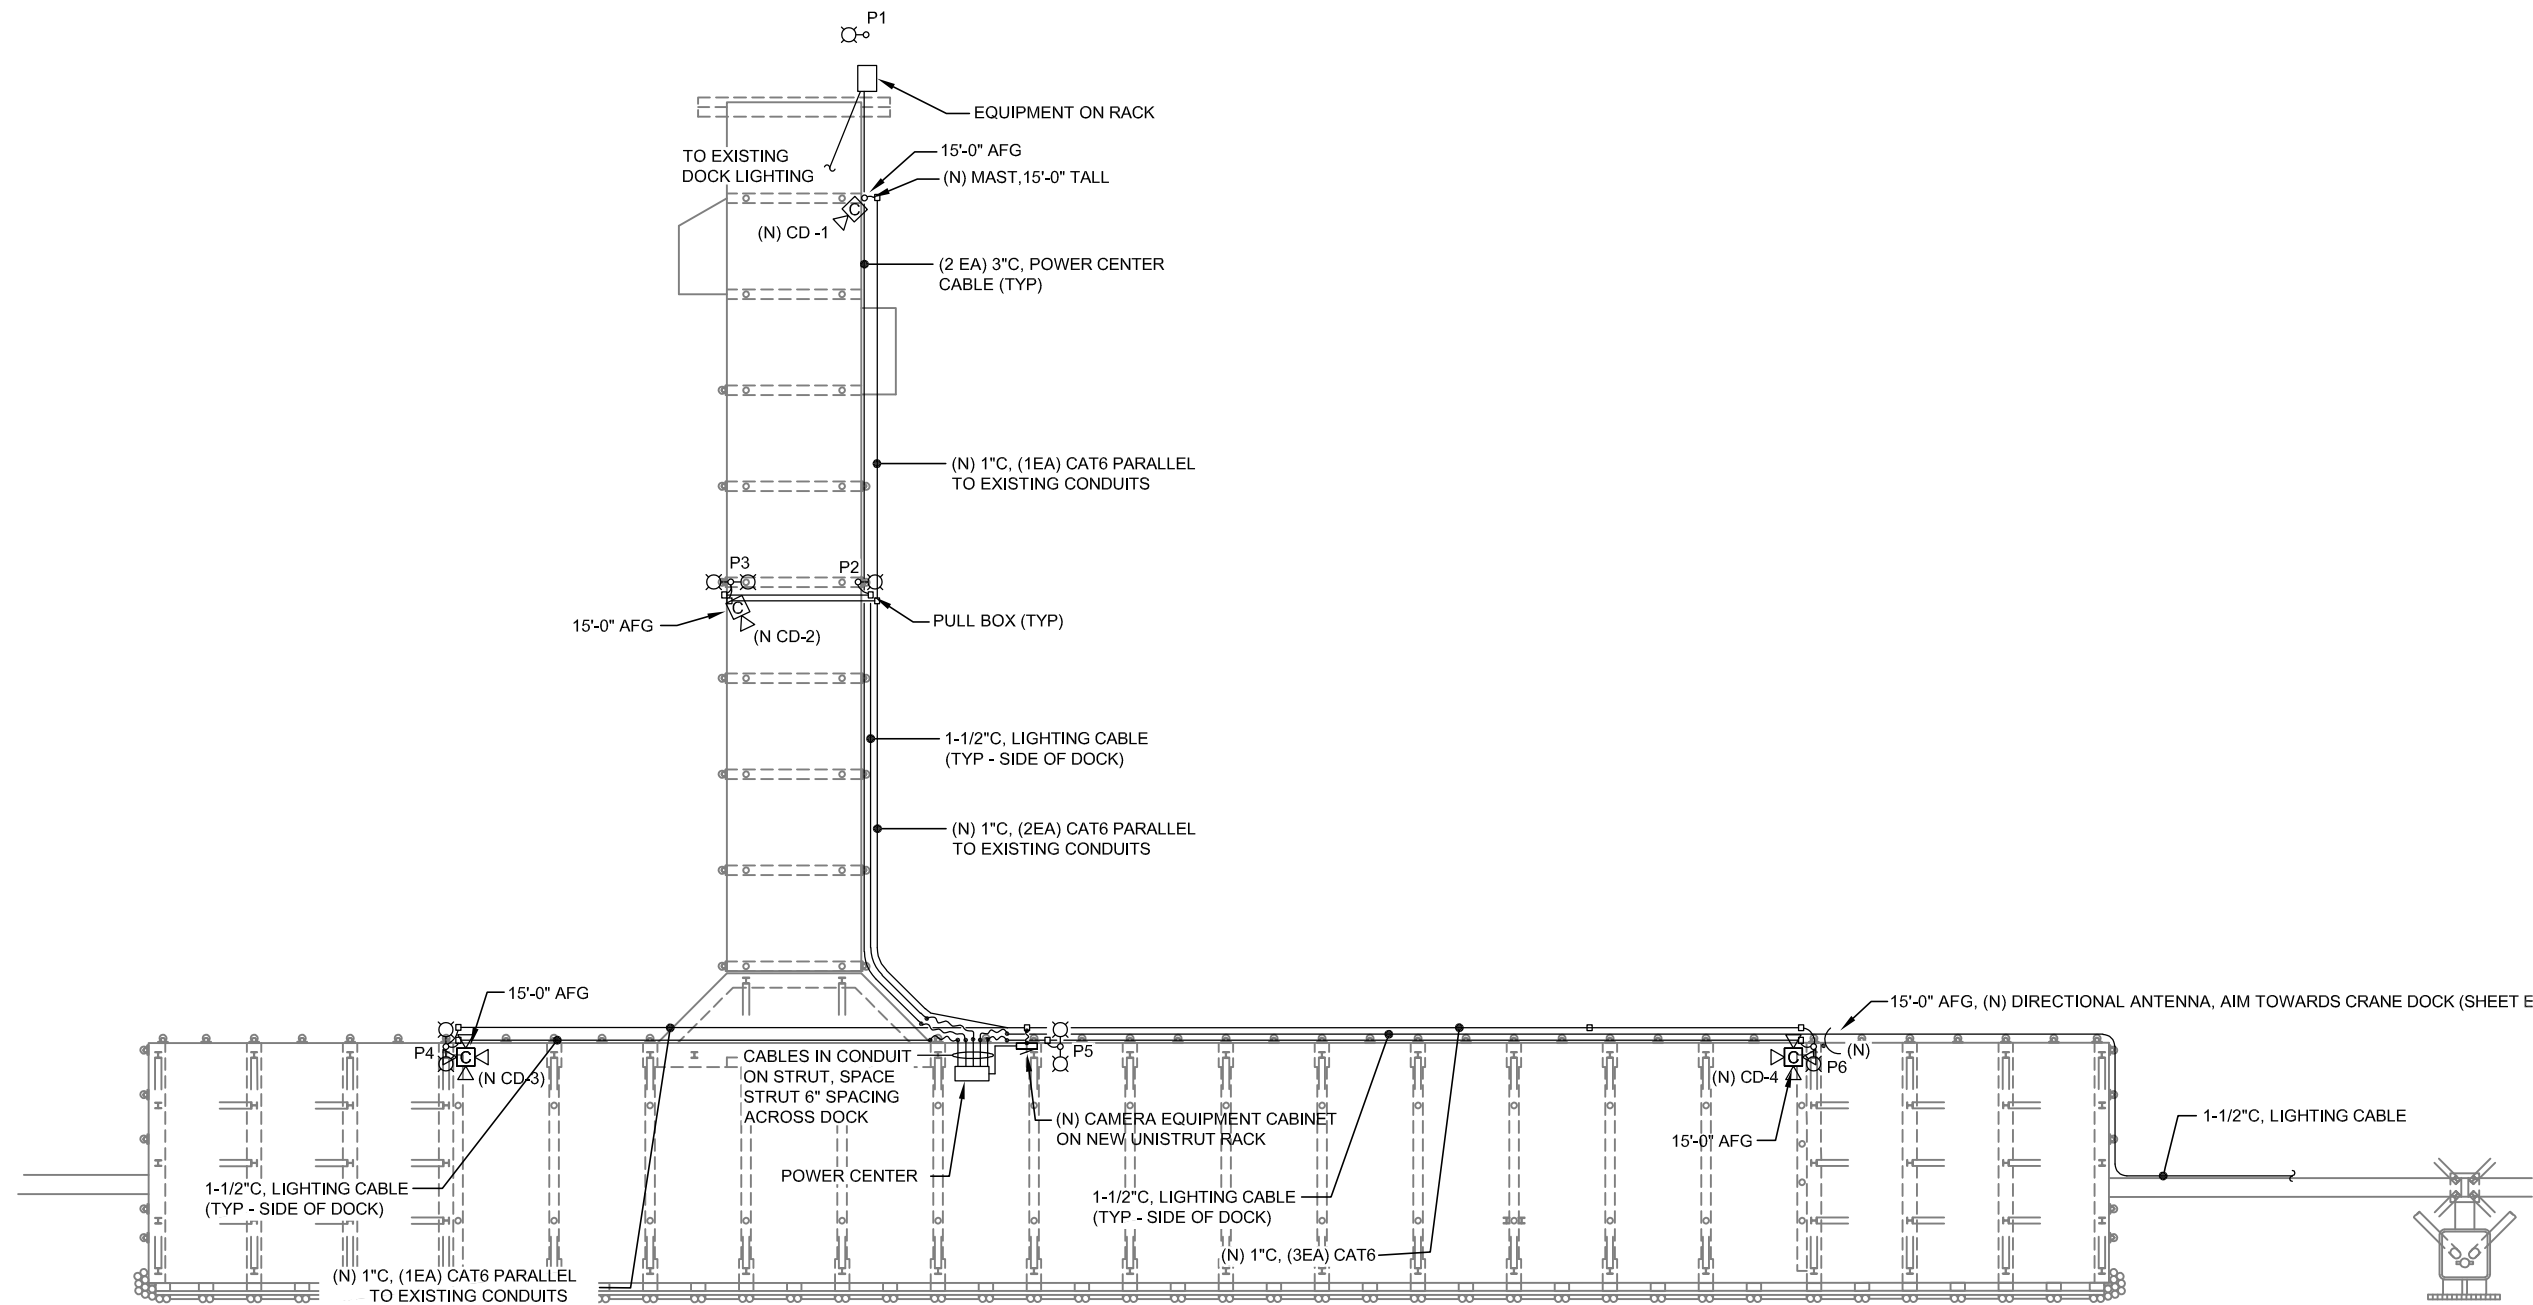 P1
EQUIPMENT ON RACK
TO EXISTING
DOCK LIGHTING
15'-0" AFG
(N) MAST,15'-0" TALL
C
(N) CD -1
(2 EA) 3"C, POWER CENTER
CABLE (TYP)
(N) 1"C, (1EA) CAT6 PARALLEL
TO EXISTING CONDUITS
P3
P2
C
15'-0" AFG
(N CD-2)
PULL BOX (TYP)
1-1/2"C, LIGHTING CABLE
(TYP - SIDE OF DOCK)
(N) 1"C, (2EA) CAT6 PARALLEL
TO EXISTING CONDUITS
15'-0" AFG
15'-0" AFG, (N) DIRECTIONAL ANTENNA, AIM TOWARDS CRANE DOCK (SHEET E
P4
C
(N CD-3)
CABLES IN CONDUIT
ON STRUT, SPACE
STRUT 6" SPACING
ACROSS DOCK
P5
(N)
C
P6
(N) CD-4
(N) CAMERA EQUIPMENT CABINET
ON NEW UNISTRUT RACK
15'-0" AFG
1-1/2"C, LIGHTING CABLE
POWER CENTER
1-1/2"C, LIGHTING CABLE
(TYP - SIDE OF DOCK)
1-1/2"C, LIGHTING CABLE
(TYP - SIDE OF DOCK)
(N) 1"C, (3EA) CAT6
(N) 1"C, (1EA) CAT6 PARALLEL
TO EXISTING CONDUITS